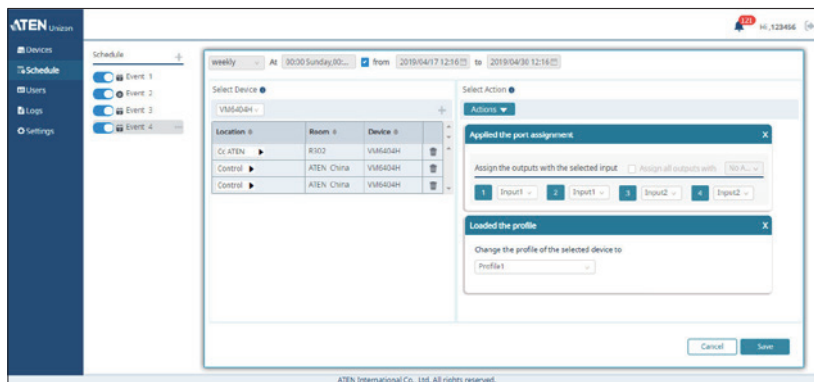 ATEN Unizon
121
Hi ,123456
Devices
Schedule
Users
Logs
Settings
Schedule
Event 1
Event 2
Event 3
Event 4
weekly At 00:00 Sunday,00:... from 2019/04/17 12:16 to 2019/04/30 12:16
Select Device
VM6404H
Location Room Device
Cc ATEN R302 VM6404H
Control ATEN China VM6404H
Control ATEN China VM6404H
Select Action
Actions
Applied the port assignment X
Assign the outputs with the selected input Assign all outputs with No A...
1 Input1 2 Input1 3 Input2 4 Input2
Loaded the profile X
Change the profile of the selected device to
Profile1
Cancel Save
ATEN International Co., Ltd. All rights reserved.